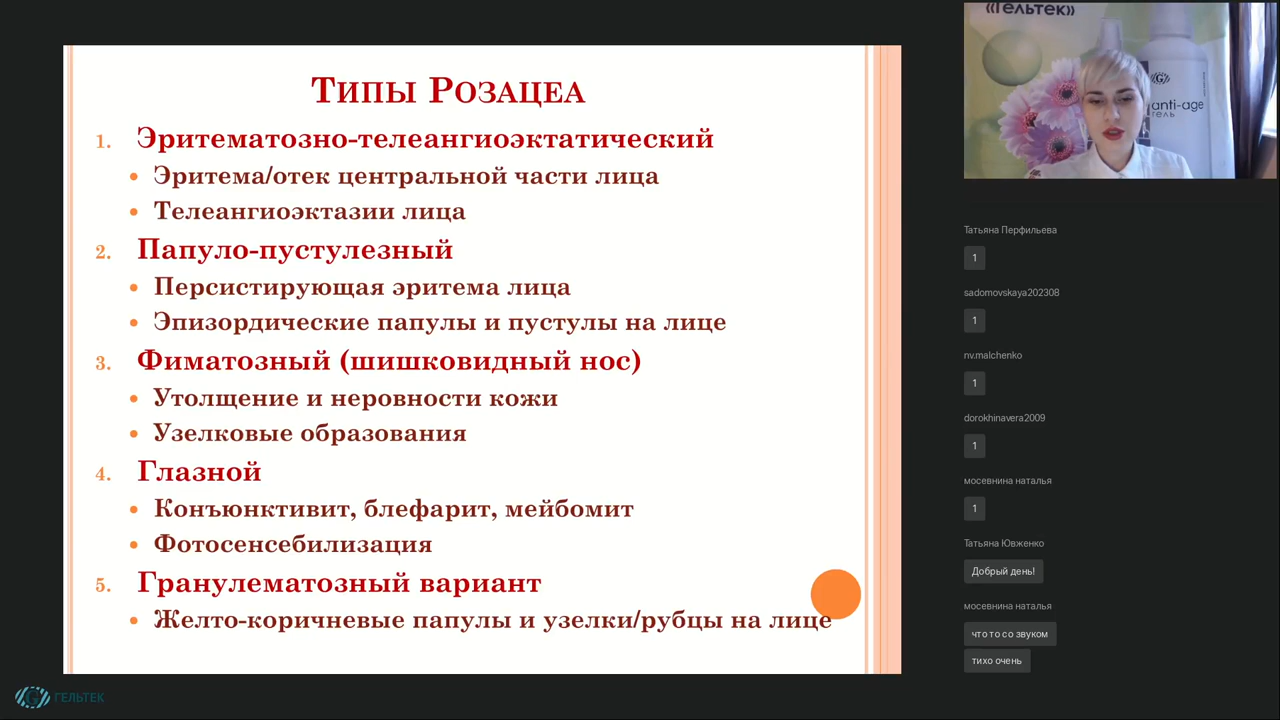 Типы Розацеа
1. Эритематозно-телеангиоэктатический
• Эритема/отек центральной части лица
• Телеангиоэктазии лица
2. Папуло-пустулезный
• Персистирующая эритема лица
• Эпизордические папулы и пустулы на лице
3. Фиматозный (шишковидный нос)
• Утолщение и неровности кожи
• Узелковые образования
4. Глазной
• Конъюнктивит, блефарит, мейбомит
• Фотосенсебилизация
5. Гранулематозный вариант
• Желто-коричневые папулы и узелки/рубцы на лице
ГЕЛЬТЕК
«Гельтек»
anti-age
гель
Татьяна Перфильева
1
sadomovskaya202308
1
nv.malchenko
1
dorokhinavera2009
1
мосевнина наталья
1
Татьяна Ювженко
Добрый день!
мосевнина наталья
что то со звуком
тихо очень